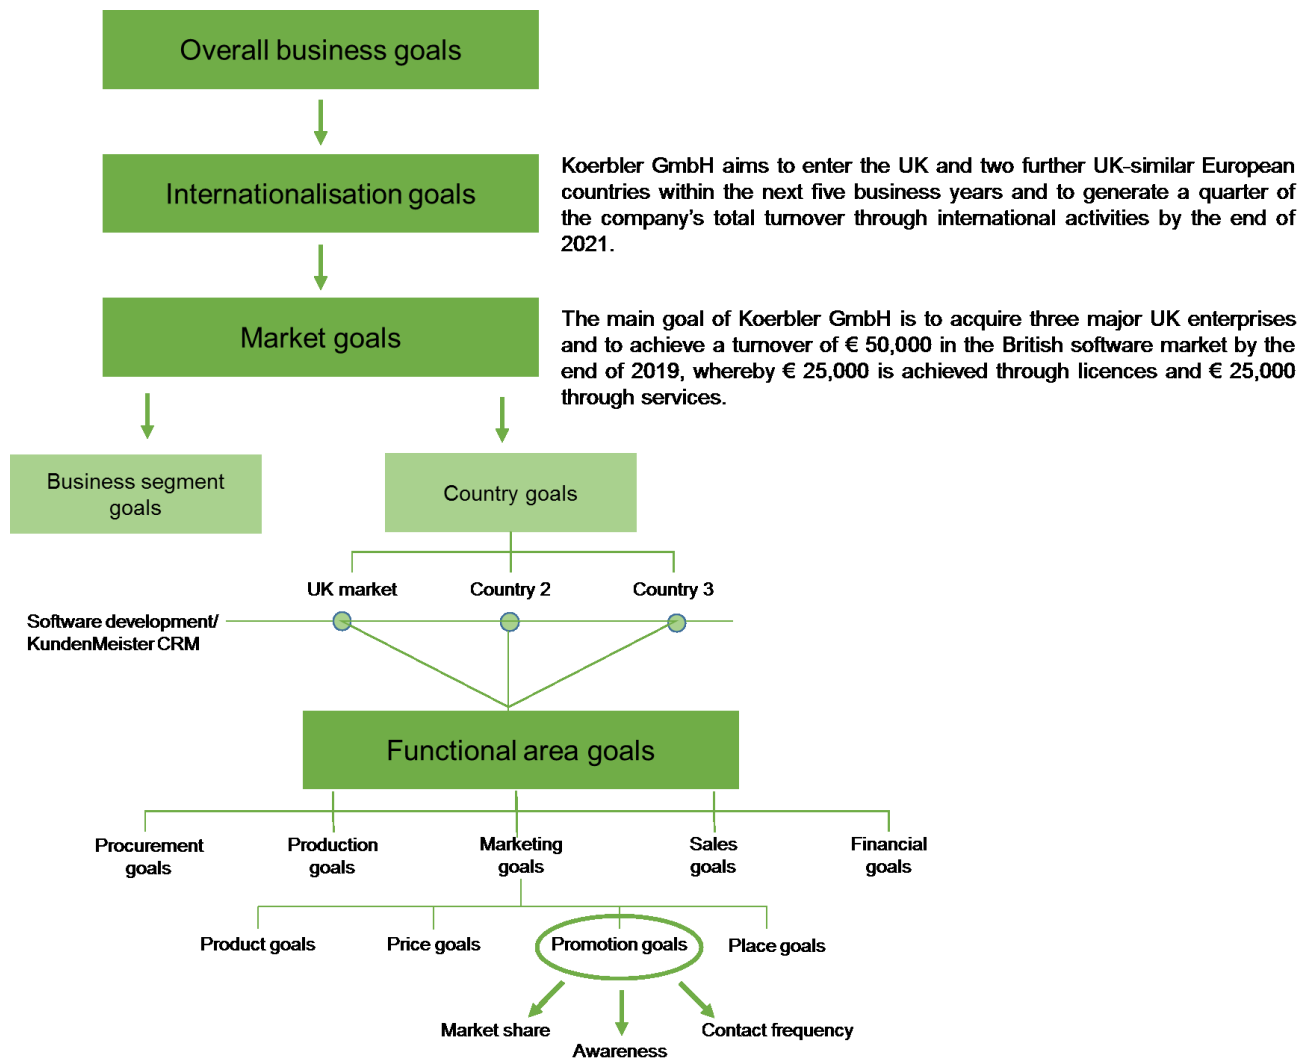 Overall business goals
Internationalisation goals
Koerbler GmbH aims to enter the UK and two further UK-similar European
countries within the next five business years and to generate a quarter of
the company's total turnover through international activities by the end of
2021.
Market goals
The main goal of Koerbler GmbH is to acquire three major UK enterprises
and to achieve a turnover of € 50,000 in the British software market by the
end of 2019, whereby € 25,000 is achieved through licences and € 25,000
through services.
Business segment
goals
Country goals
UK market
Country 2
Country 3
Software development/
KundenMeister CRM
Functional area goals
Procurement
goals
Production
goals
Marketing
goals
Sales
goals
Financial
goals
Product goals
Price goals
Promotion goals
Place goals
Market share
Awareness
Contact frequency